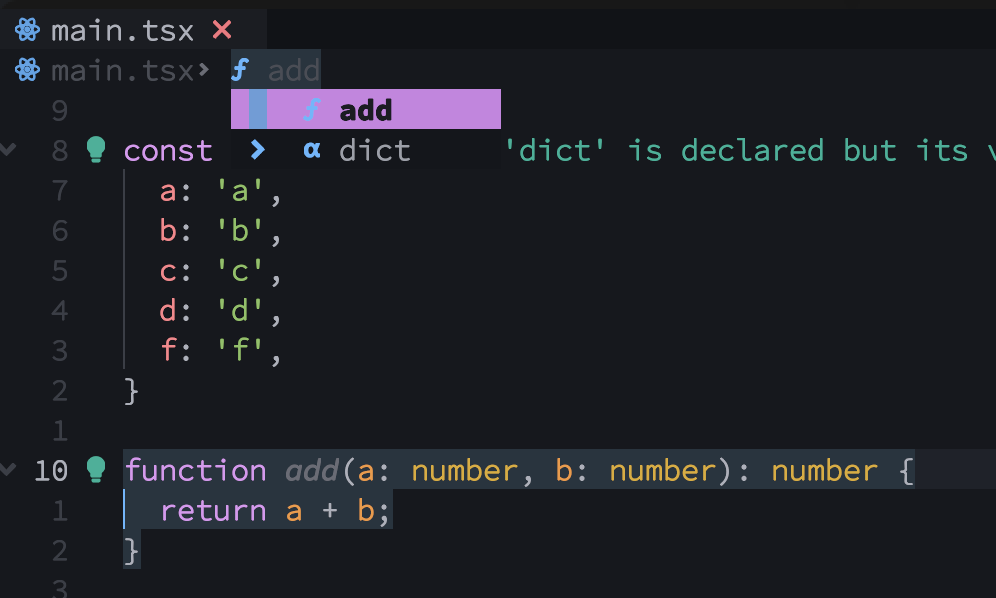 main.tsx
main.tsx add
9 add
8 const dict 'dict' is declared but its
7 a: 'a',
6 b: 'b',
5 c: 'c',
4 d: 'd',
3 f: 'f',
2 }
1
10 function add(a: number, b: number): number {
1 return a + b;
2 }
3